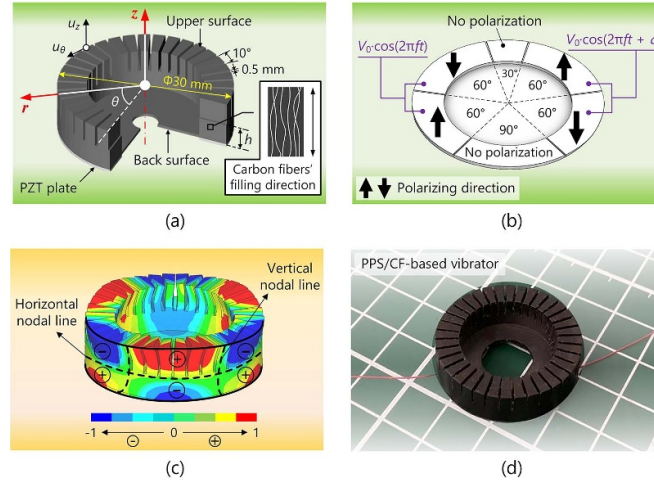 z
Upper surface
u_z
u_θ
10°
0.5 mm
Φ30 mm
r
θ
h
Back surface
PZT plate
Carbon fibers'
filling direction
(a)
No polarization
V₀·cos(2πft)
V₀·cos(2πft +
30°
60°
60°
60°
60°
90°
No polarization
Polarizing direction
(b)
Vertical
nodal line
Horizontal
nodal line
-1
0
1
(c)
PPS/CF-based vibrator
(d)